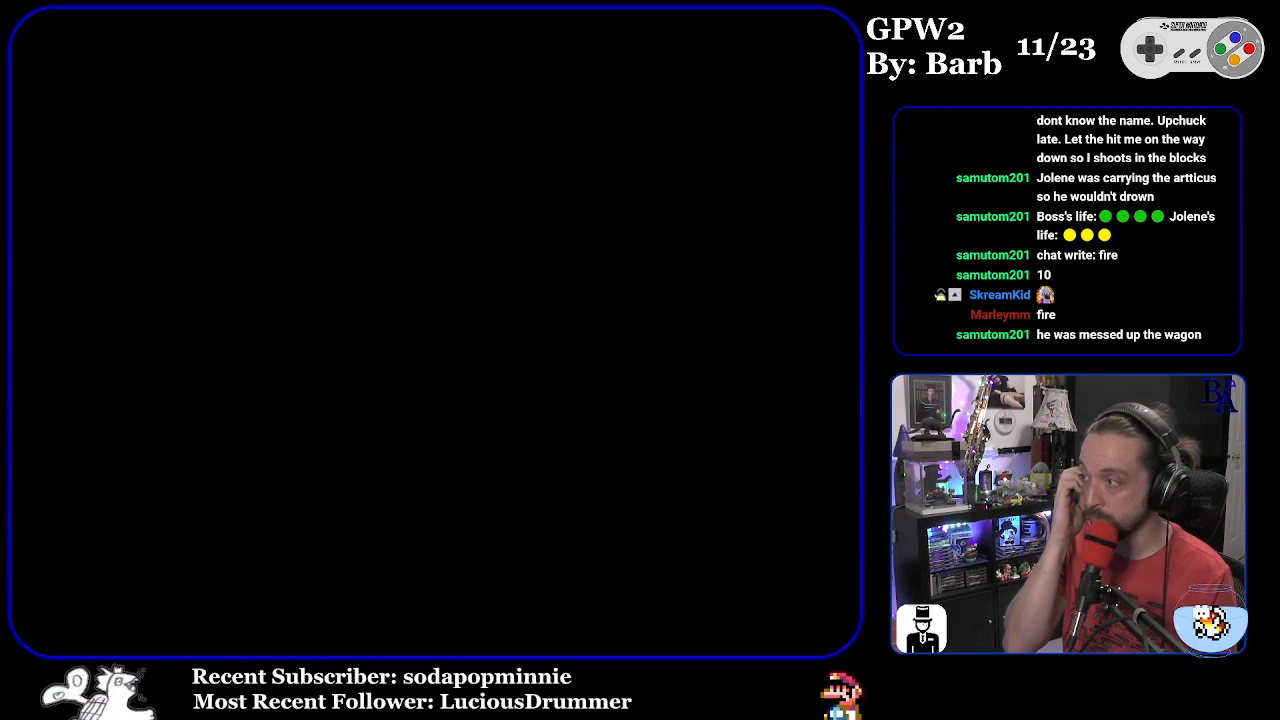 GPW2
By: Barb
11/23
dont know the name. Upchuck
late. Let the hit me on the way
down so I shoots in the blocks
samutom201 Jolene was carrying the artticus
so he wouldn't drown
samutom201 Boss's life: Jolene's
life:
samutom201 chat write: fire
samutom201 10
SkreamKid
Marleymm fire
samutom201 he was messed up the wagon
Recent Subscriber: sodapopminnie
Most Recent Follower: LuciousDrummer